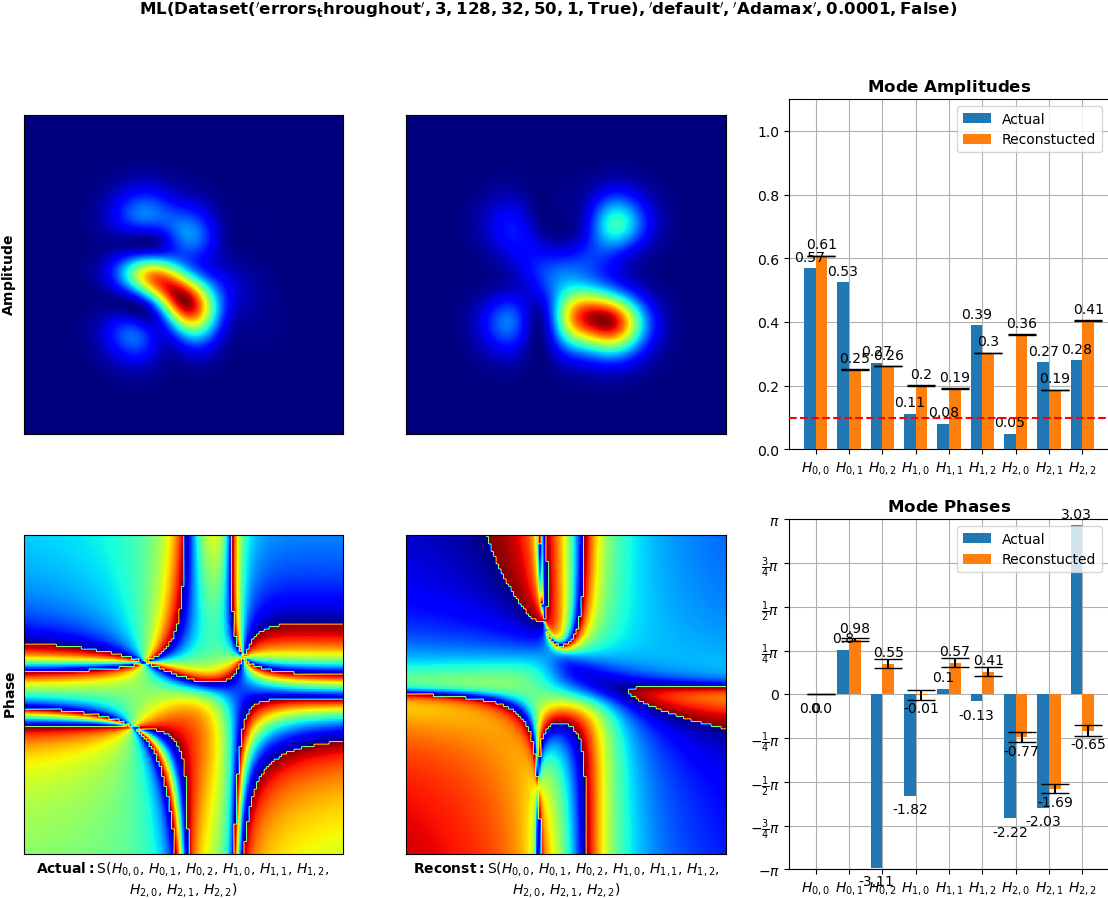 ML(Dataset('errors_throughout', 3, 128, 32, 50, 1, True), 'default', 'Adamax', 0.0001, False)
Amplitude
Mode Amplitudes
Actual
Reconstucted
1.0
0.8
0.6
0.4
0.2
0.0
0.57
0.61
0.53
0.25
0.27
0.26
0.11
0.2
0.08
0.19
0.39
0.3
0.05
0.36
0.27
0.19
0.28
0.41
H0,0 H0,1 H0,2 H1,0 H1,1 H1,2 H2,0 H2,1 H2,2
Phase
Actual: S(H0,0, H0,1, H0,2, H1,0, H1,1, H1,2,
H2,0, H2,1, H2,2)
Reconst: S(H0,0, H0,1, H0,2, H1,0, H1,1, H1,2,
H2,0, H2,1, H2,2)
Mode Phases
Actual
Reconstucted
π
3/4π
1/2π
1/4π
0
−1/4π
−1/2π
−3/4π
−π
0.0
0.0
0.8
0.98
-3.11
0.55
-1.82
-0.01
0.1
0.57
-0.13
0.41
-2.22
-0.77
-2.03
-1.69
3.03
-0.65
H0,0 H0,1 H0,2 H1,0 H1,1 H1,2 H2,0 H2,1 H2,2